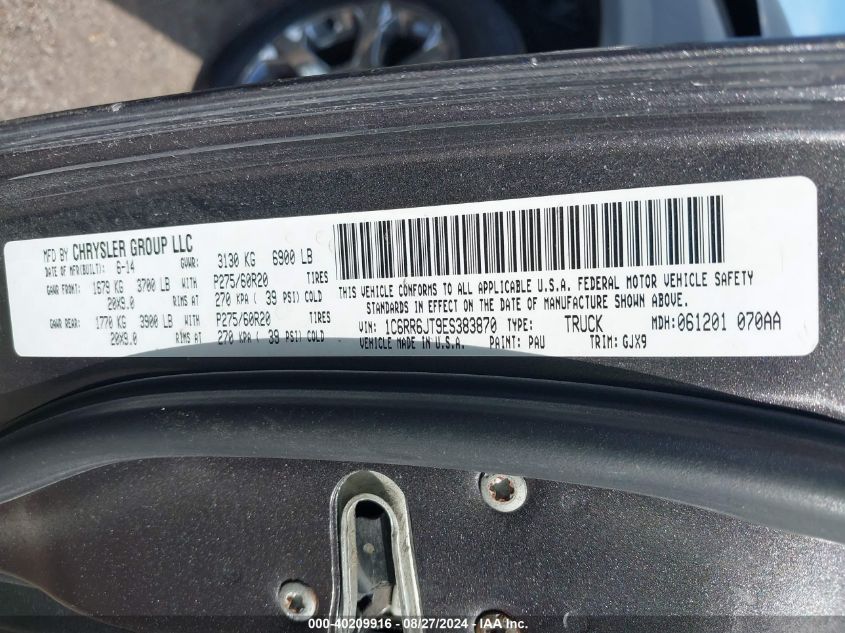 MFD BY CHRYSLER GROUP LLC
DATE OF MFR(BUILT): 6-14 GVWR: 3130 KG 6900 LB
GAWR FRONT: 1679 KG 3700 LB WITH P275/60R20 TIRES
20X9.0 RIMS AT 270 KPA ( 39 PSI) COLD
GAWR REAR: 1770 KG 3900 LB WITH P275/60R20 TIRES
20X9.0 RIMS AT 270 KPA ( 39 PSI) COLD
THIS VEHICLE CONFORMS TO ALL APPLICABLE U.S.A. FEDERAL MOTOR VEHICLE SAFETY
STANDARDS IN EFFECT ON THE DATE OF MANUFACTURE SHOWN ABOVE.
VIN: 1C6RR6JT9ES383870 TYPE: TRUCK MDH:061201 070AA
VEHICLE MADE IN U.S.A. PAINT: PAU TRIM: GJX9
000-40209916 - 08/27/2024 - IAA Inc.